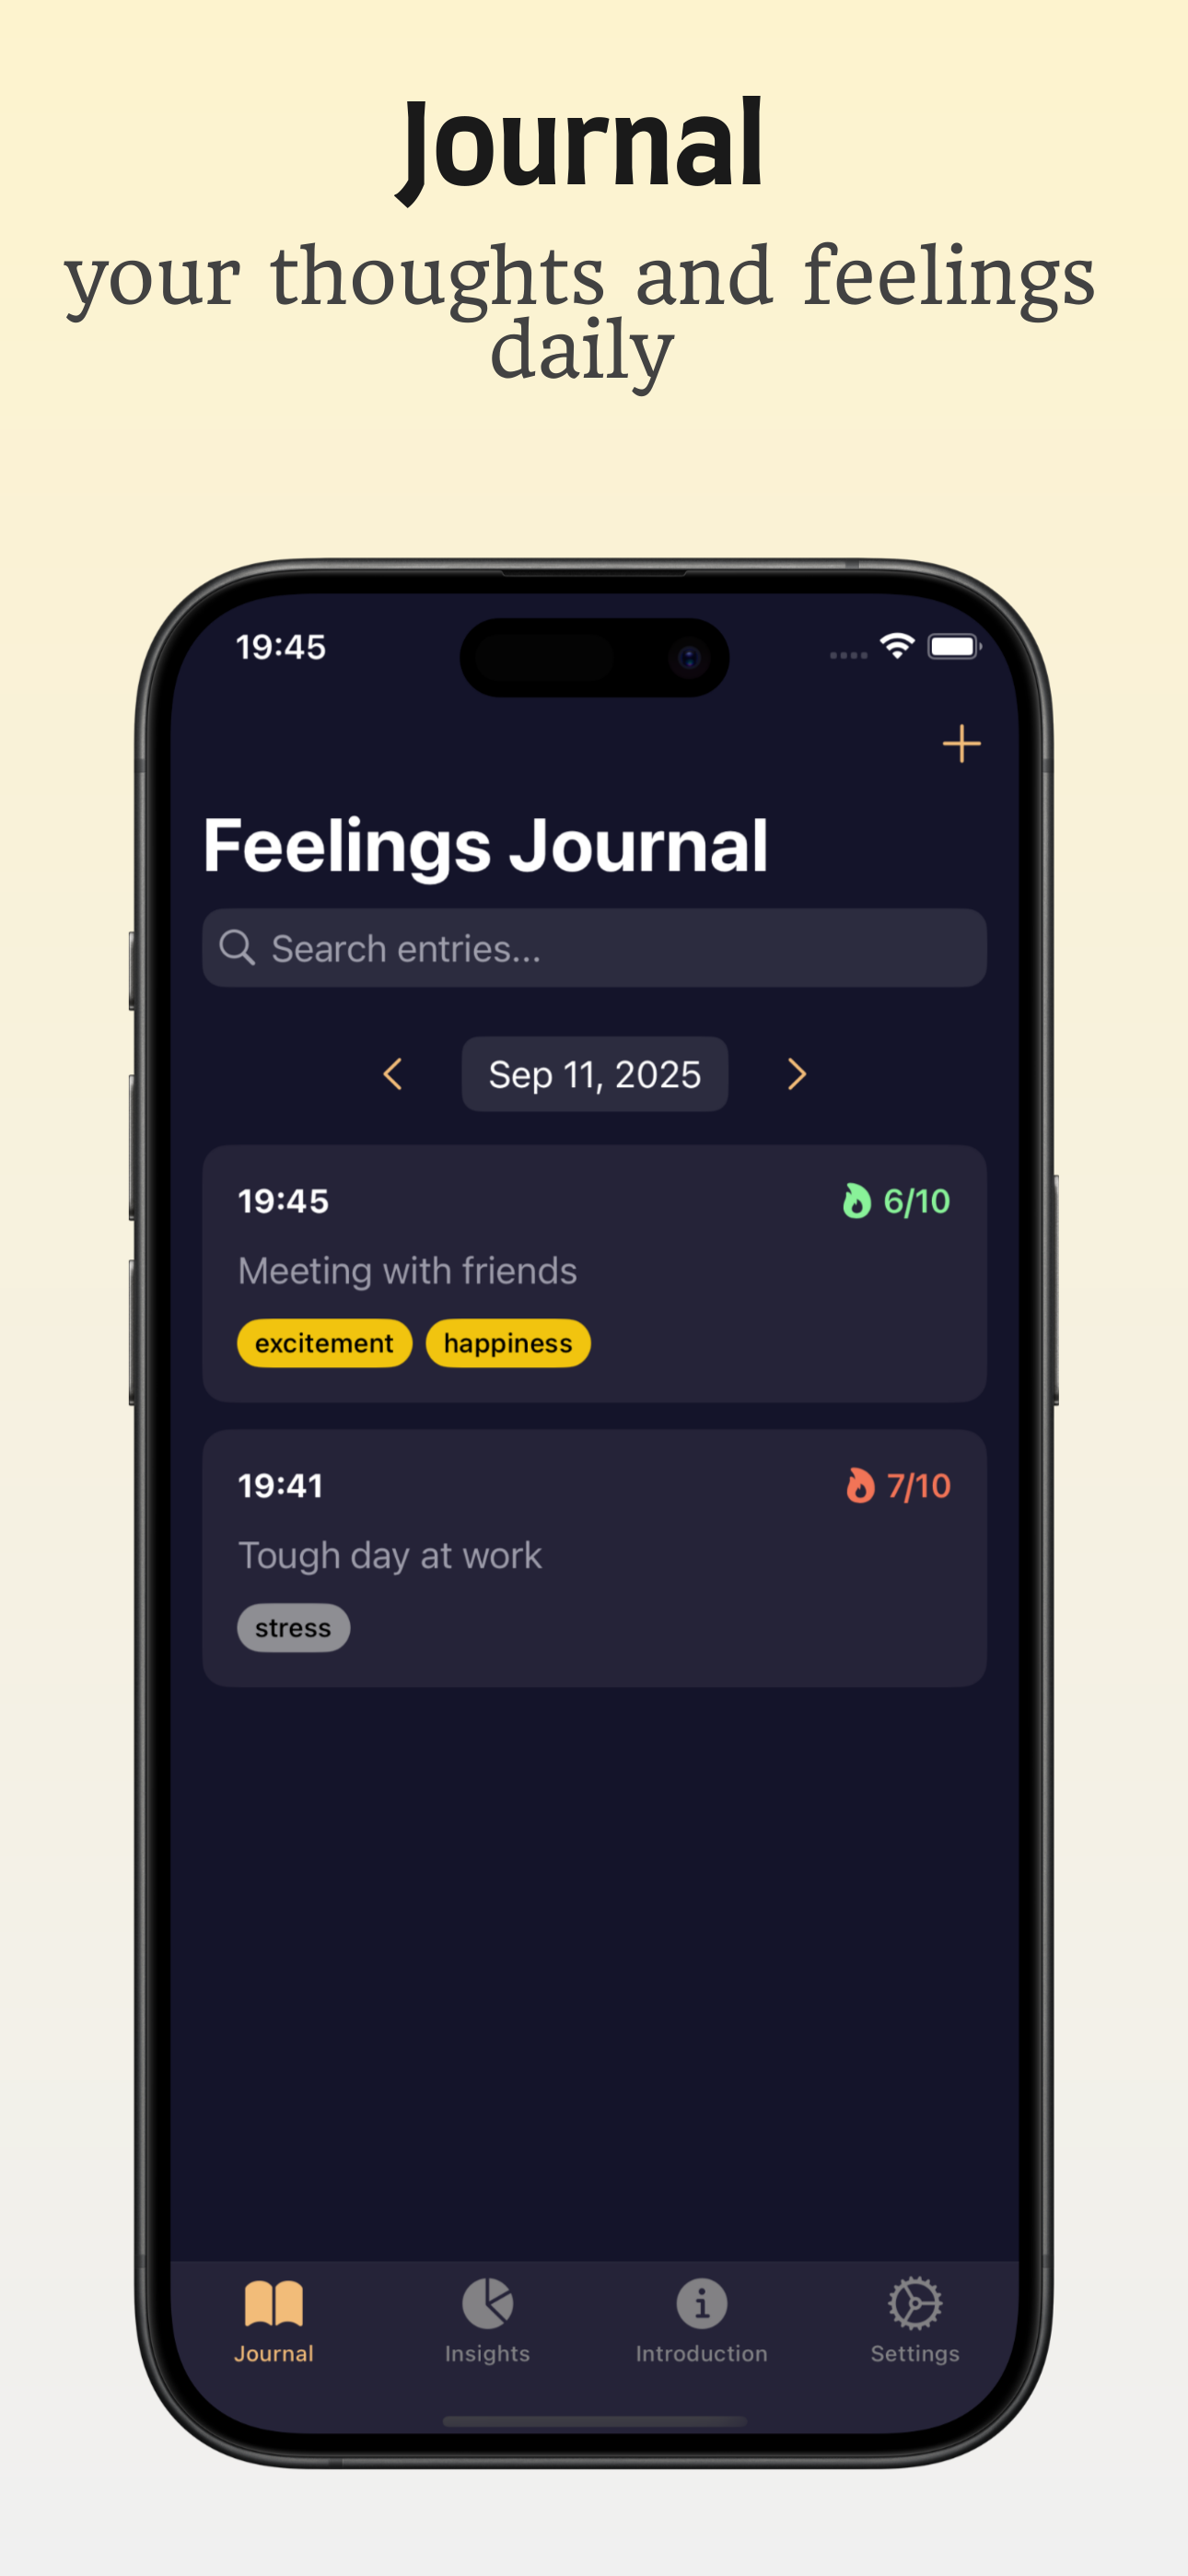 Journal
your thoughts and feelings
daily
19:45
Feelings Journal
Search entries...
Sep 11, 2025
19:45
6/10
Meeting with friends
excitement
happiness
19:41
7/10
Tough day at work
stress
Journal
Insights
Introduction
Settings